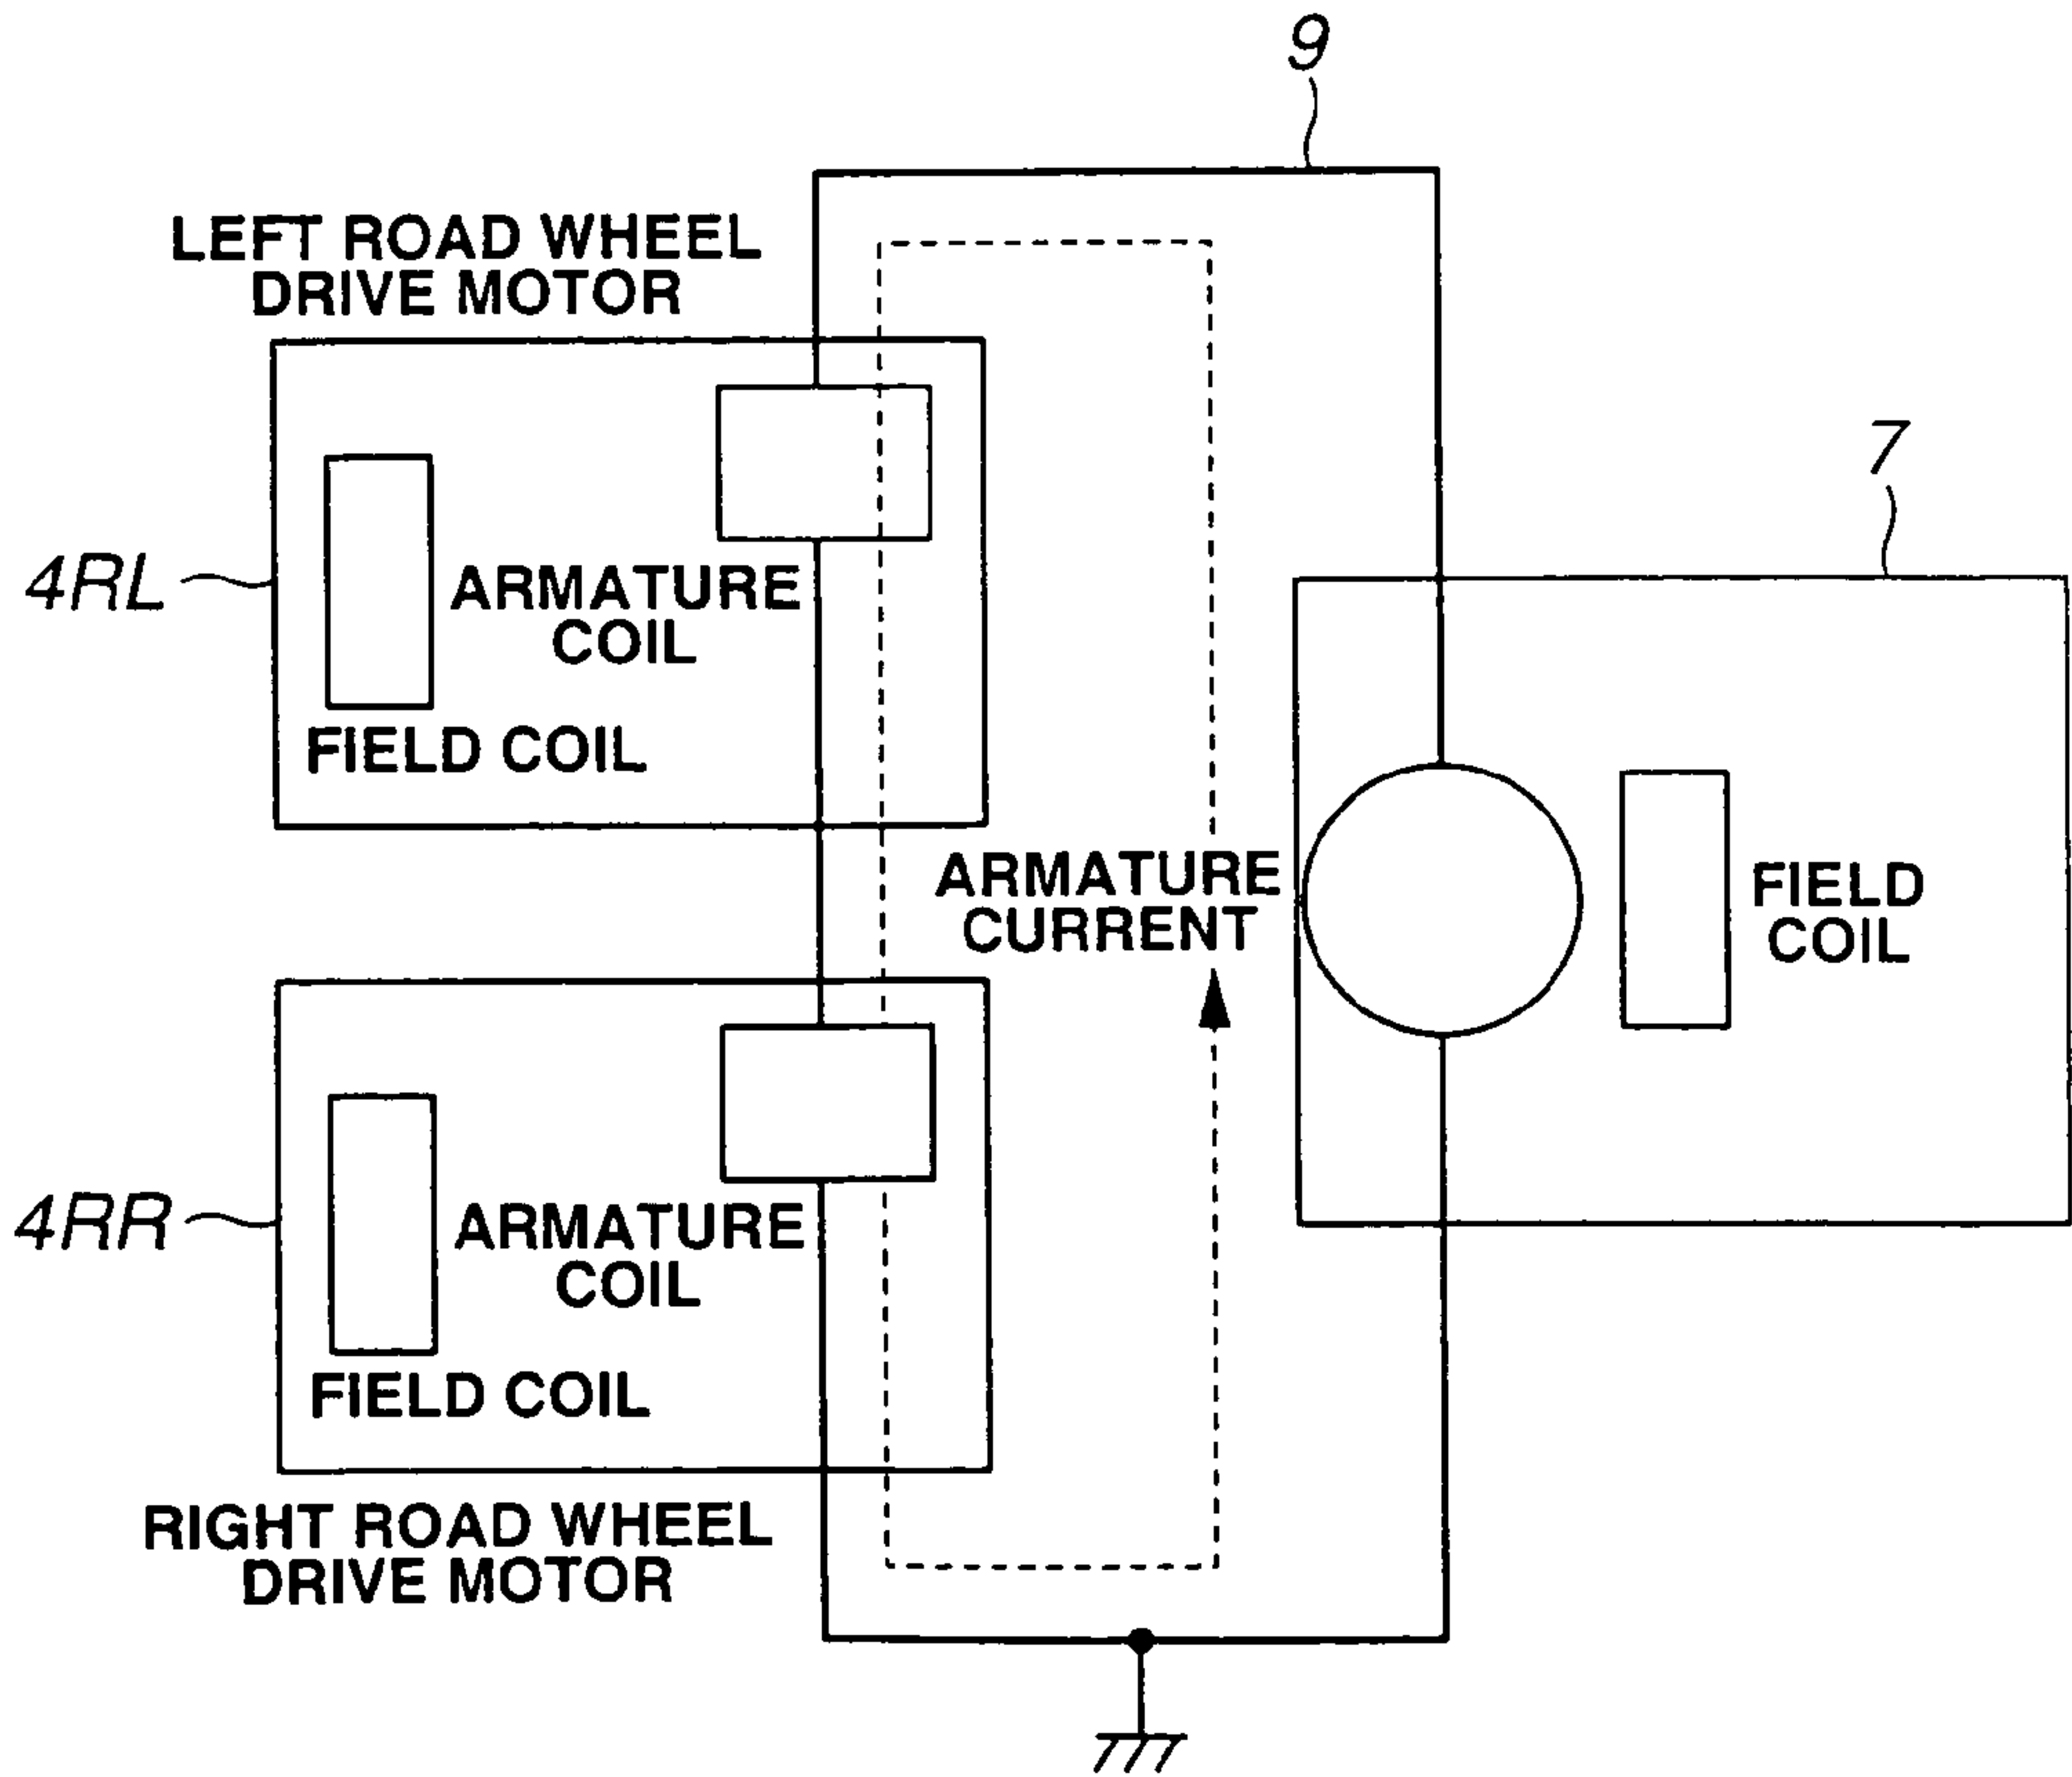 9
LEFT ROAD WHEEL
DRIVE MOTOR
7
4RL
ARMATURE
COIL
FIELD COIL
ARMATURE
CURRENT
FIELD
COIL
4RR
ARMATURE
COIL
FIELD COIL
RIGHT ROAD WHEEL
DRIVE MOTOR